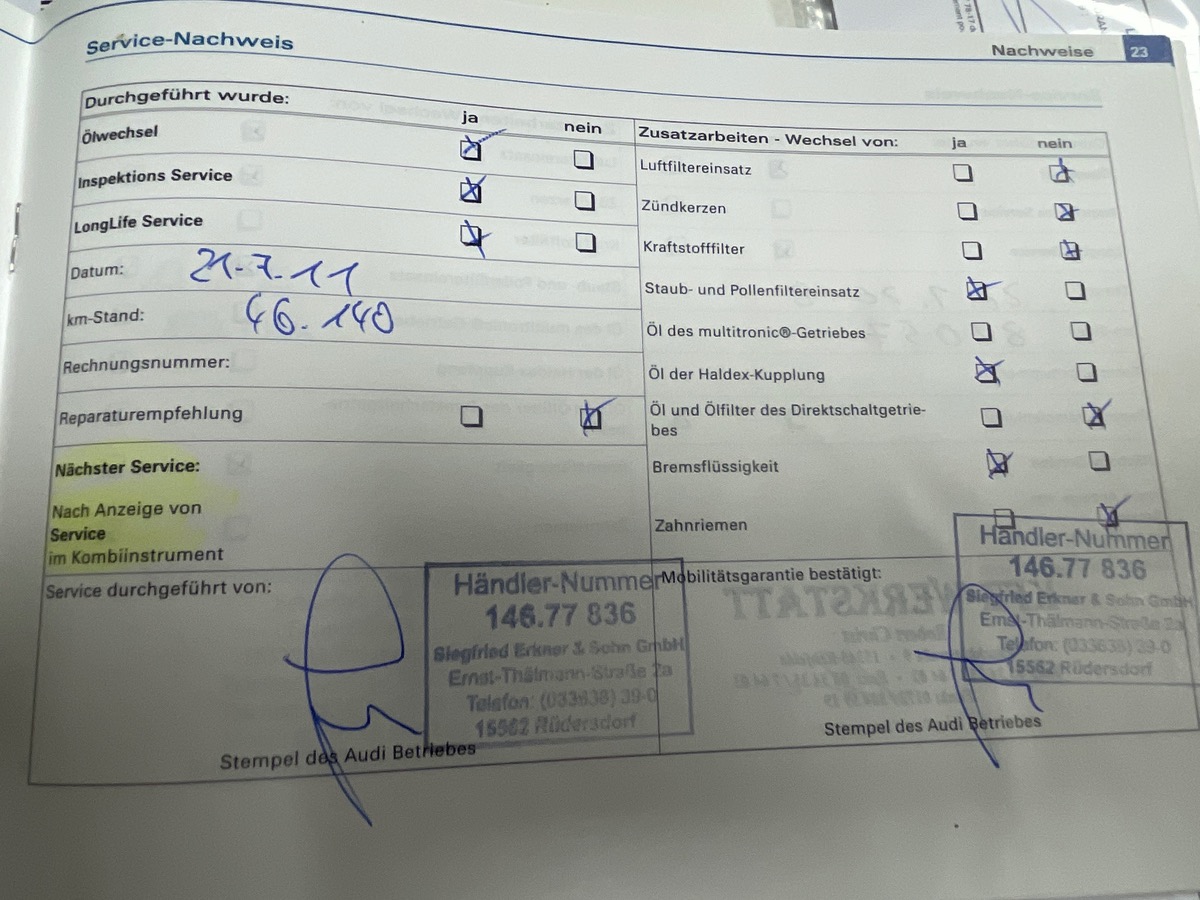 Service-Nachweis
Nachweise 23
Durchgeführt wurde:
ja nein
Ölwechsel
Inspektions Service
LongLife Service
Datum: 21.7.11
km-Stand: 46.140
Rechnungsnummer:
Reparaturempfehlung
Nächster Service:
Nach Anzeige von
Service
im Kombiinstrument
Service durchgeführt von:
Händler-Nummer
146.77 836
Siegfried Erkner & Sohn GmbH
Ernst-Thälmann-Straße 2a
Telefon: (033638) 39-0
15562 Rüdersdorf
Stempel des Audi Betriebes
Zusatzarbeiten - Wechsel von: ja nein
Luftfiltereinsatz
Zündkerzen
Kraftstofffilter
Staub- und Pollenfiltereinsatz
Öl des multitronic®-Getriebes
Öl der Haldex-Kupplung
Öl und Ölfilter des Direktschaltgetrie-
bes
Bremsflüssigkeit
Zahnriemen
Mobilitätsgarantie bestätigt:
Händler-Nummer
146.77 836
Siegfried Erkner & Sohn GmbH
Ernst-Thälmann-Straße 2a
Telefon: (033638) 39-0
15562 Rüdersdorf
Stempel des Audi Betriebes